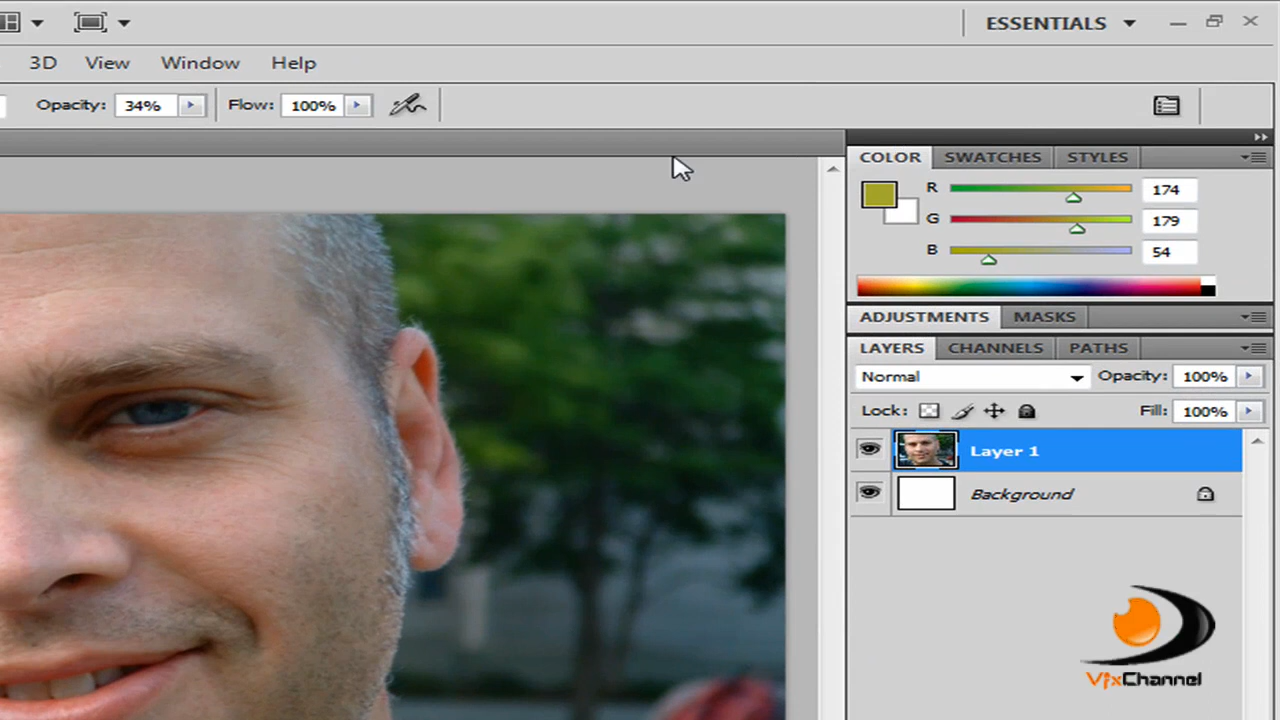 ESSENTIALS
3D View Window Help
Opacity: 34% Flow: 100%
COLOR SWATCHES STYLES
R 174
G 179
B 54
ADJUSTMENTS MASKS
LAYERS CHANNELS PATHS
Normal Opacity: 100%
Lock: Fill: 100%
Layer 1
Background
VfxChannel